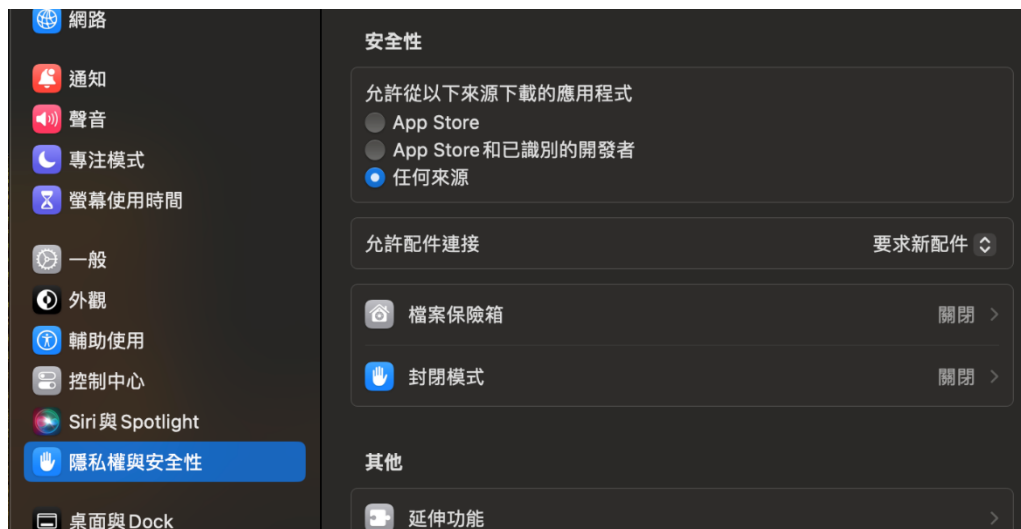 網路
通知
聲音
專注模式
螢幕使用時間
一般
外觀
輔助使用
控制中心
Siri與Spotlight
隱私權與安全性
桌面與Dock
安全性
允許從以下來源下載的應用程式
App Store
App Store和已識別的開發者
任何來源
允許配件連接 要求新配件
檔案保險箱 關閉
封閉模式 關閉
其他
延伸功能